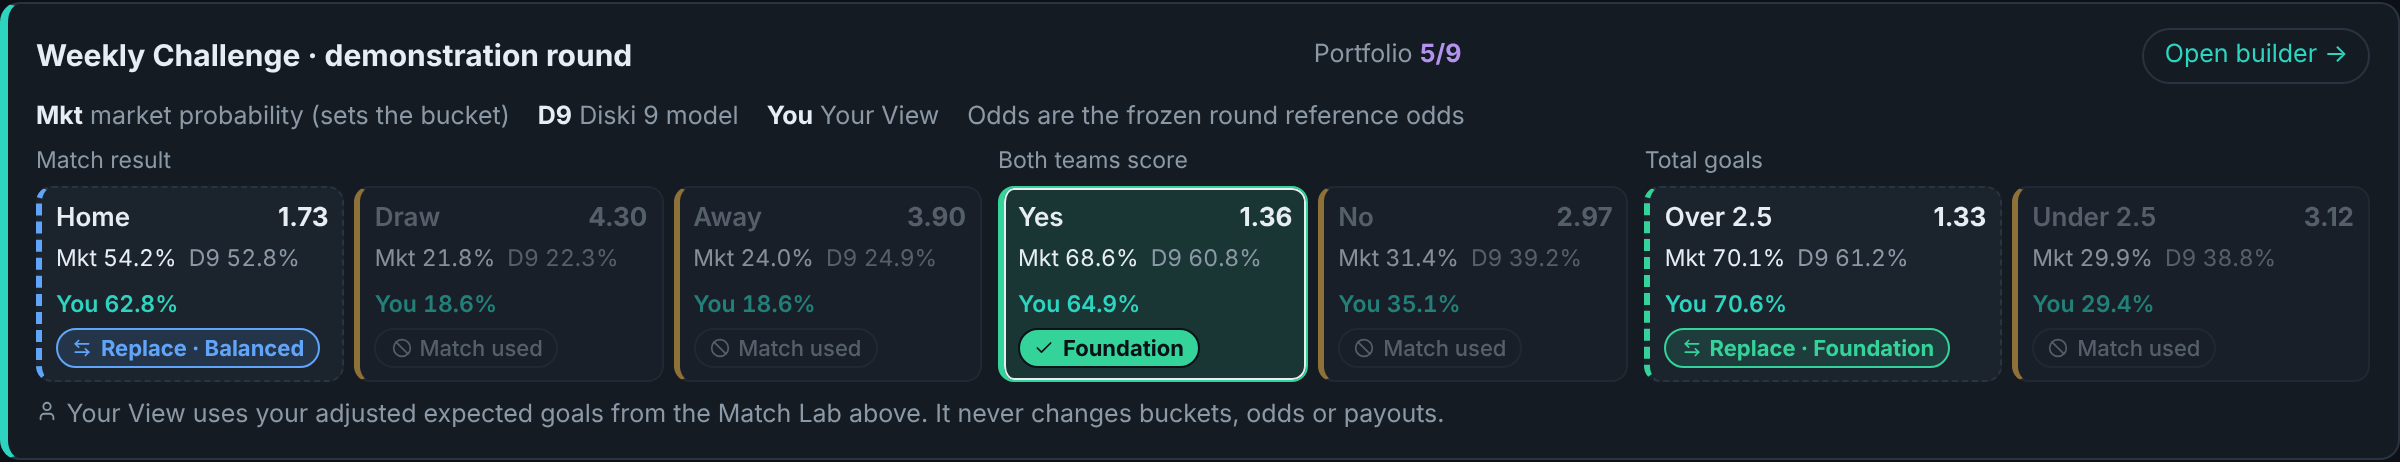 Weekly Challenge · demonstration round
Portfolio 5/9
Open builder →
Mkt market probability (sets the bucket) D9 Diski 9 model You Your View Odds are the frozen round reference odds
Match result
Home 1.73
Mkt 54.2% D9 52.8%
You 62.8%
Replace · Balanced
Draw 4.30
Mkt 21.8% D9 22.3%
You 18.6%
Match used
Away 3.90
Mkt 24.0% D9 24.9%
You 18.6%
Match used
Both teams score
Yes 1.36
Mkt 68.6% D9 60.8%
You 64.9%
Foundation
No 2.97
Mkt 31.4% D9 39.2%
You 35.1%
Match used
Total goals
Over 2.5 1.33
Mkt 70.1% D9 61.2%
You 70.6%
Replace · Foundation
Under 2.5 3.12
Mkt 29.9% D9 38.8%
You 29.4%
Match used
Your View uses your adjusted expected goals from the Match Lab above. It never changes buckets, odds or payouts.